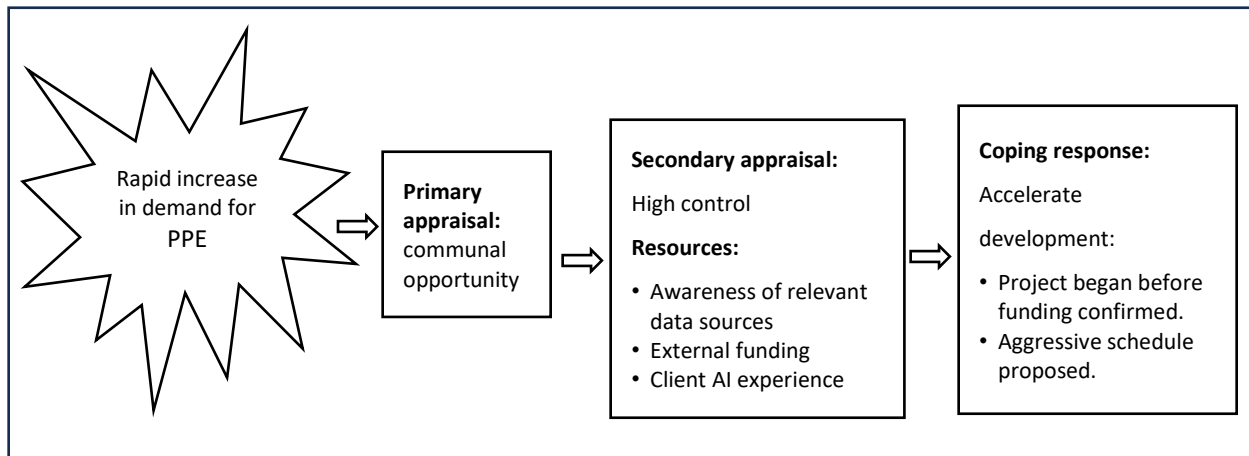 Rapid increase
in demand for
PPE
Primary
appraisal:
communal
opportunity
Secondary appraisal:
High control
Resources:
• Awareness of relevant
data sources
• External funding
• Client AI experience
Coping response:
Accelerate
development:
• Project began before
funding confirmed.
• Aggressive schedule
proposed.